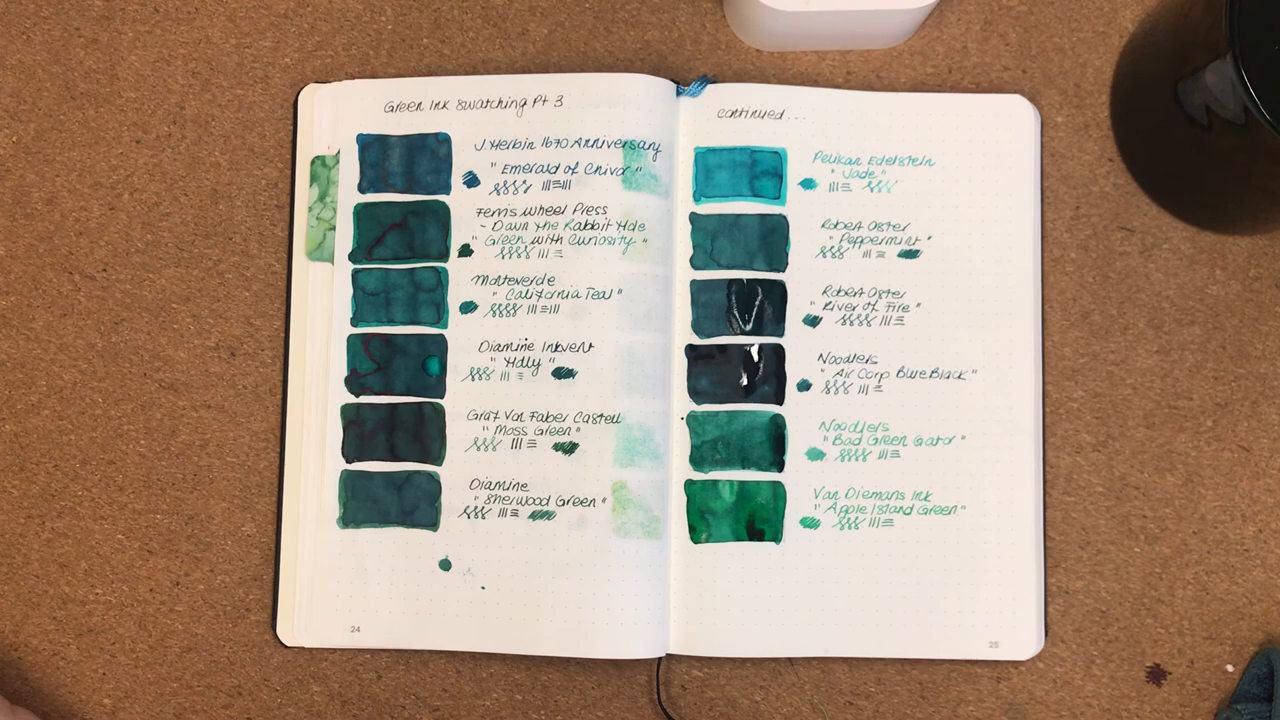 Green Ink Swatching Pt 3
J. Herbin 1670 Anniversary
"Emerald of Chivor"
Ferris Wheel Press
- Down the Rabbit Hole
"Green with Curiosity"
Monteverde
"California Teal"
Diamine Inkvent
"Holly"
Graf Von Faber Castell
"Moss Green"
Diamine
"Sherwood Green"
24
continued...
Pelikan Edelstein
"Jade"
Robert Oster
"Peppermint"
Robert Oster
"River of Fire"
Noodlers
"Air Corp Blue Black"
Noodlers
"Bad Green Gator"
Van Diemans Ink
"Apple Island Green"
25